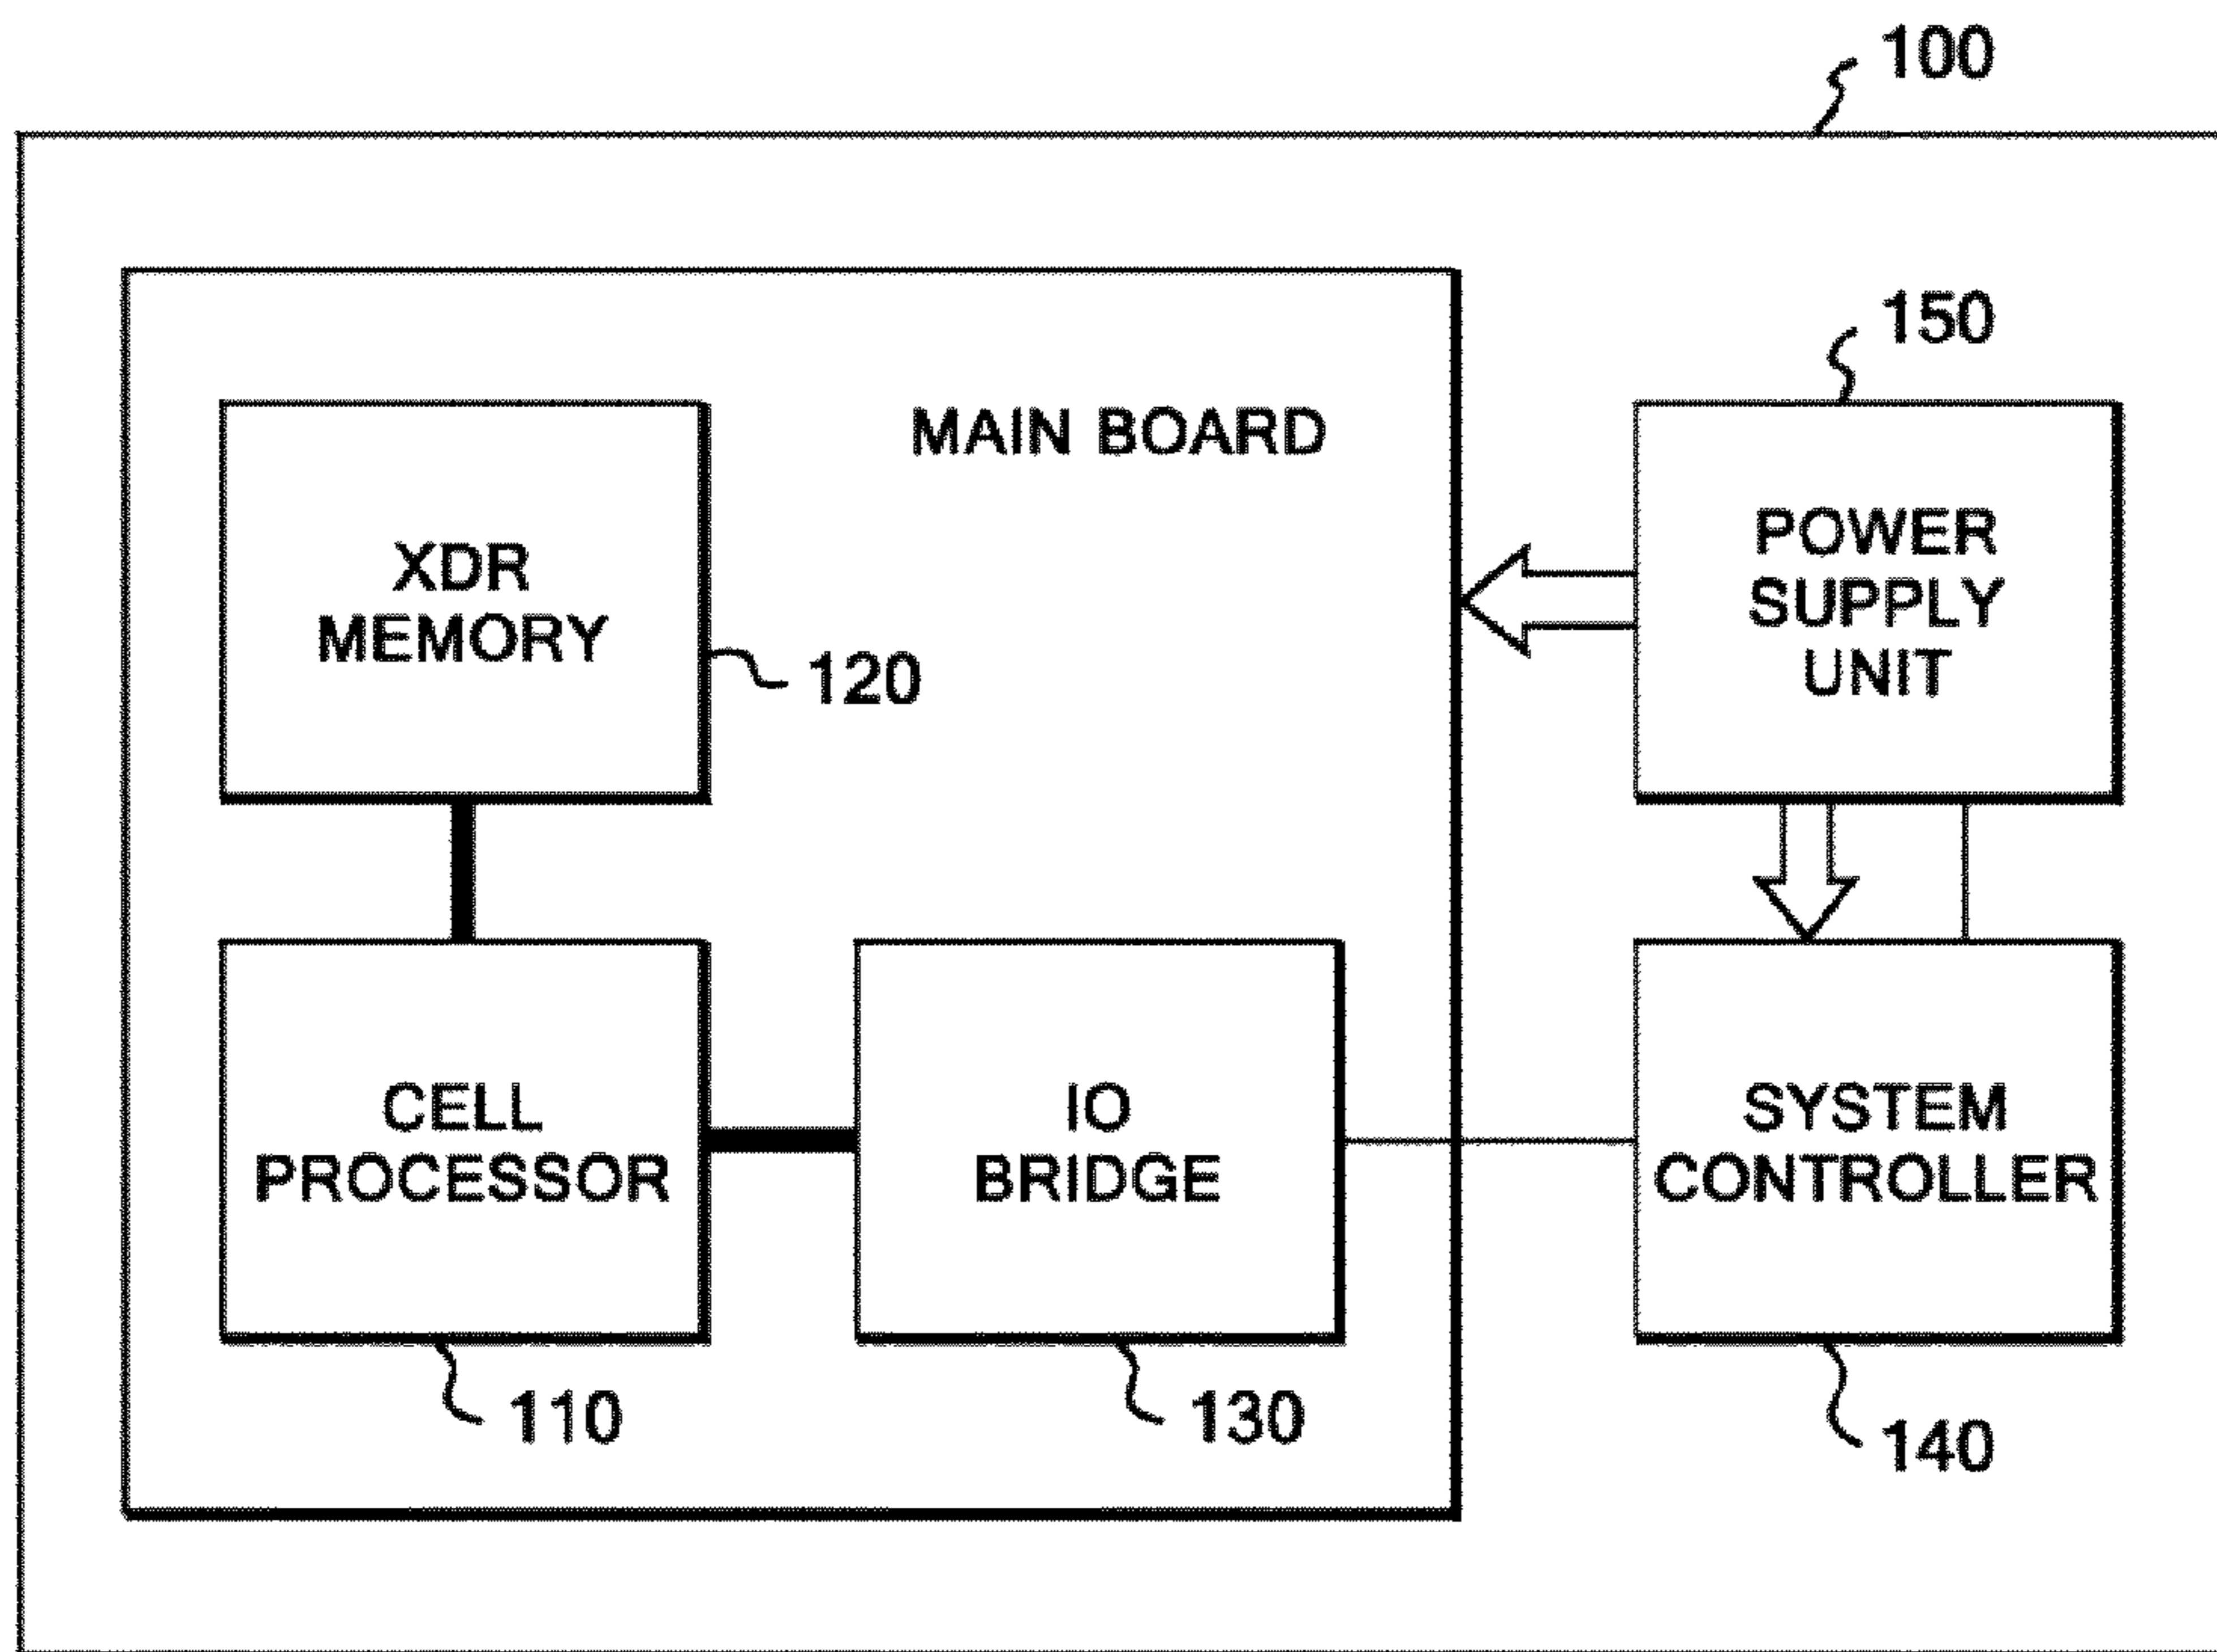 100
MAIN BOARD
150
XDR
MEMORY
120
POWER
SUPPLY
UNIT
CELL
PROCESSOR
110
IO
BRIDGE
130
SYSTEM
CONTROLLER
140